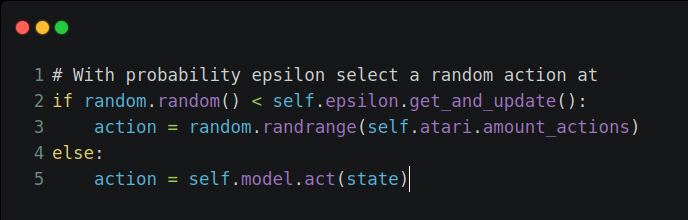 1 # With probability epsilon select a random action at
2 if random.random() < self.epsilon.get_and_update():
3     action = random.randrange(self.atari.amount_actions)
4 else:
5     action = self.model.act(state)